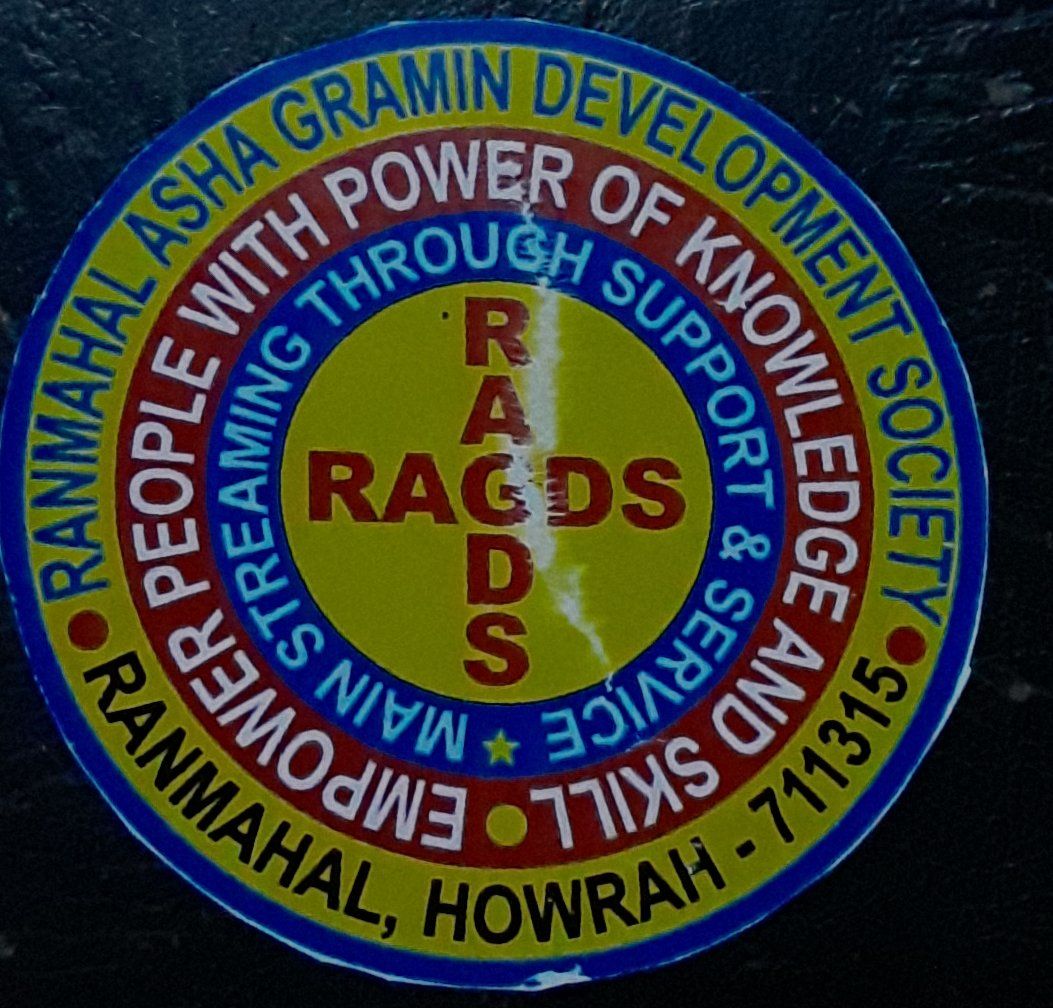 RANMAHAL ASHA GRAMIN DEVELOPMENT SOCIETY
RANMAHAL, HOWRAH - 711315
EMPOWER PEOPLE WITH POWER OF KNOWLEDGE AND SKILL
MAIN STREAMING THROUGH SUPPORT & SERVICE
RAGDS
RAGDS